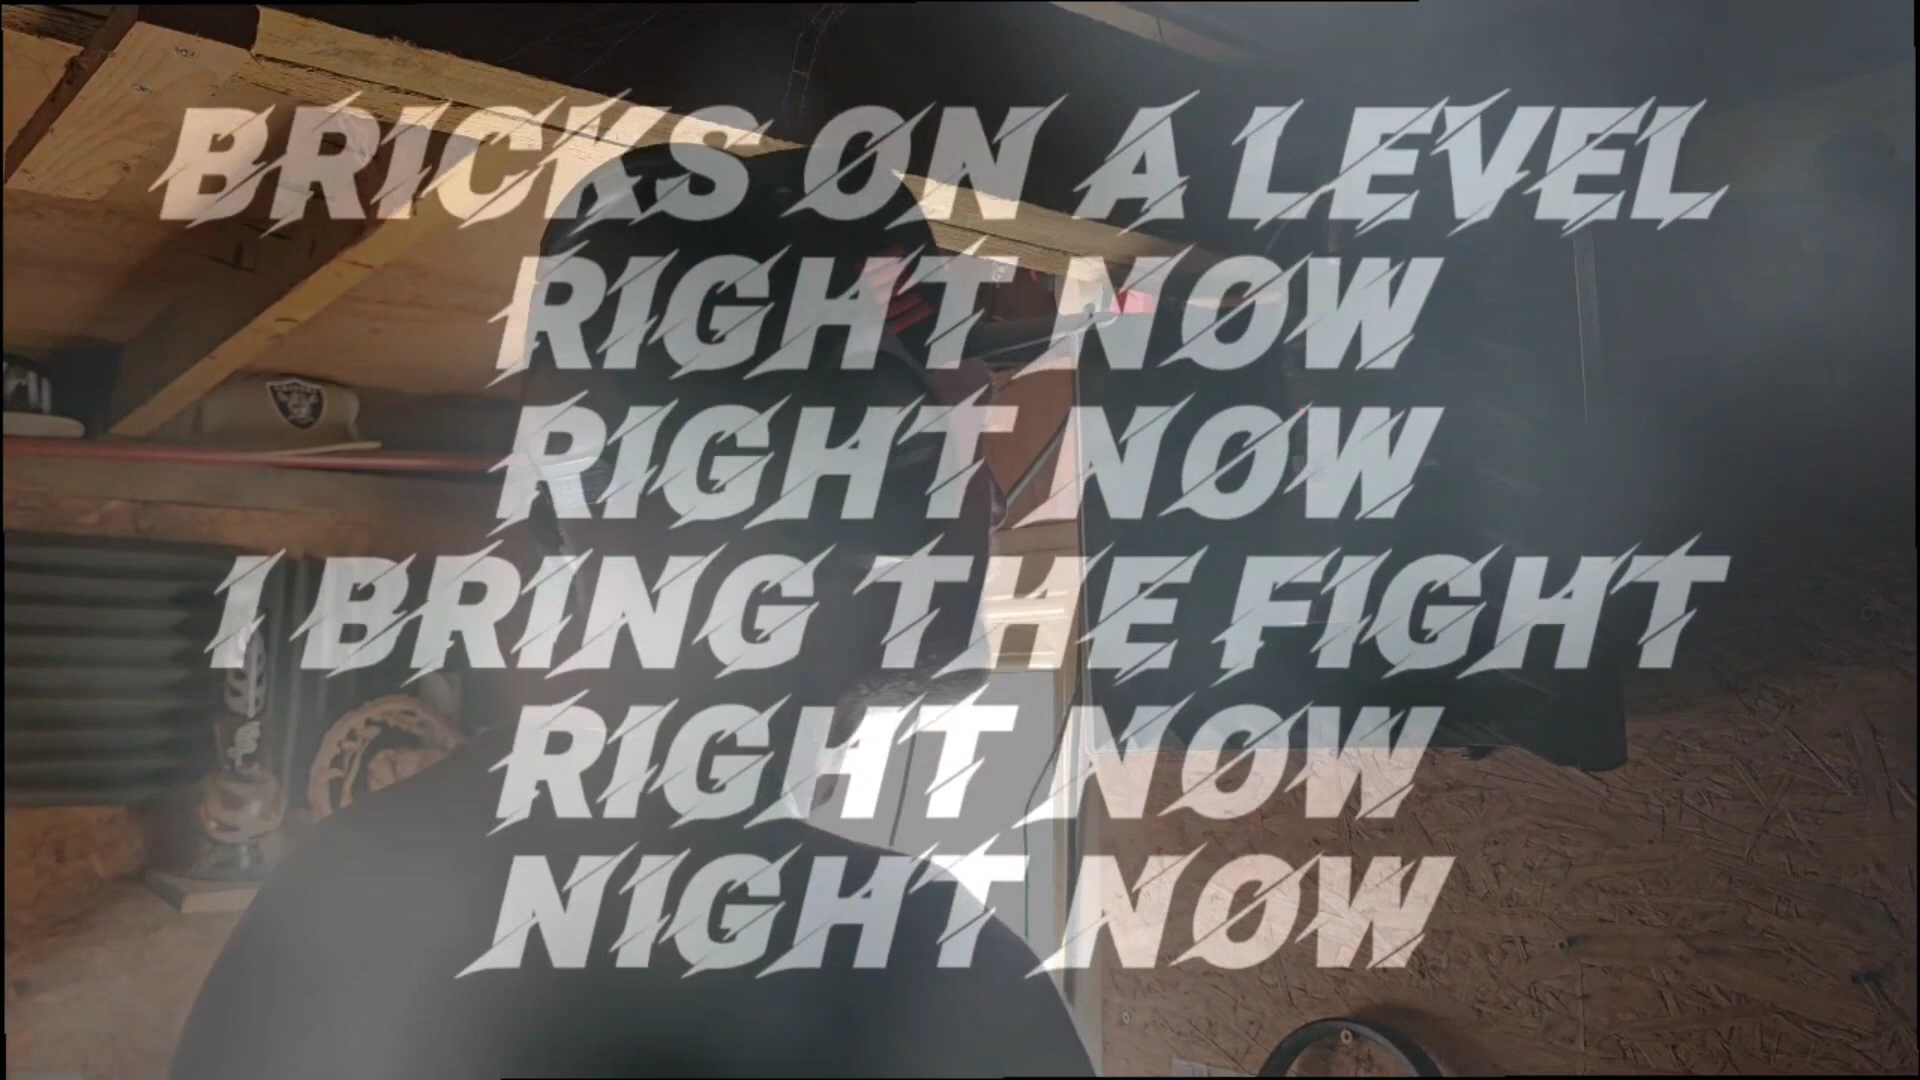 BRICKS ON A LEVEL
RIGHT NOW
RIGHT NOW
I BRING THE FIGHT
RIGHT NOW
NIGHT NOW